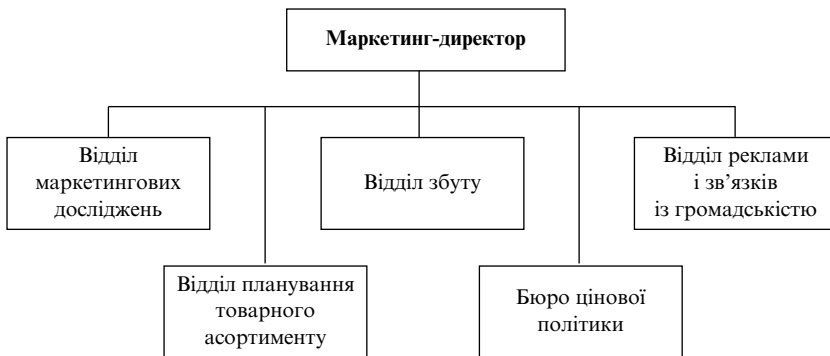 Маркетинг-директор
Відділ
маркетингових
досліджень
Відділ збуту
Відділ реклами
і зв’язків
із громадськістю
Відділ планування
товарного
асортименту
Бюро цінової
політики